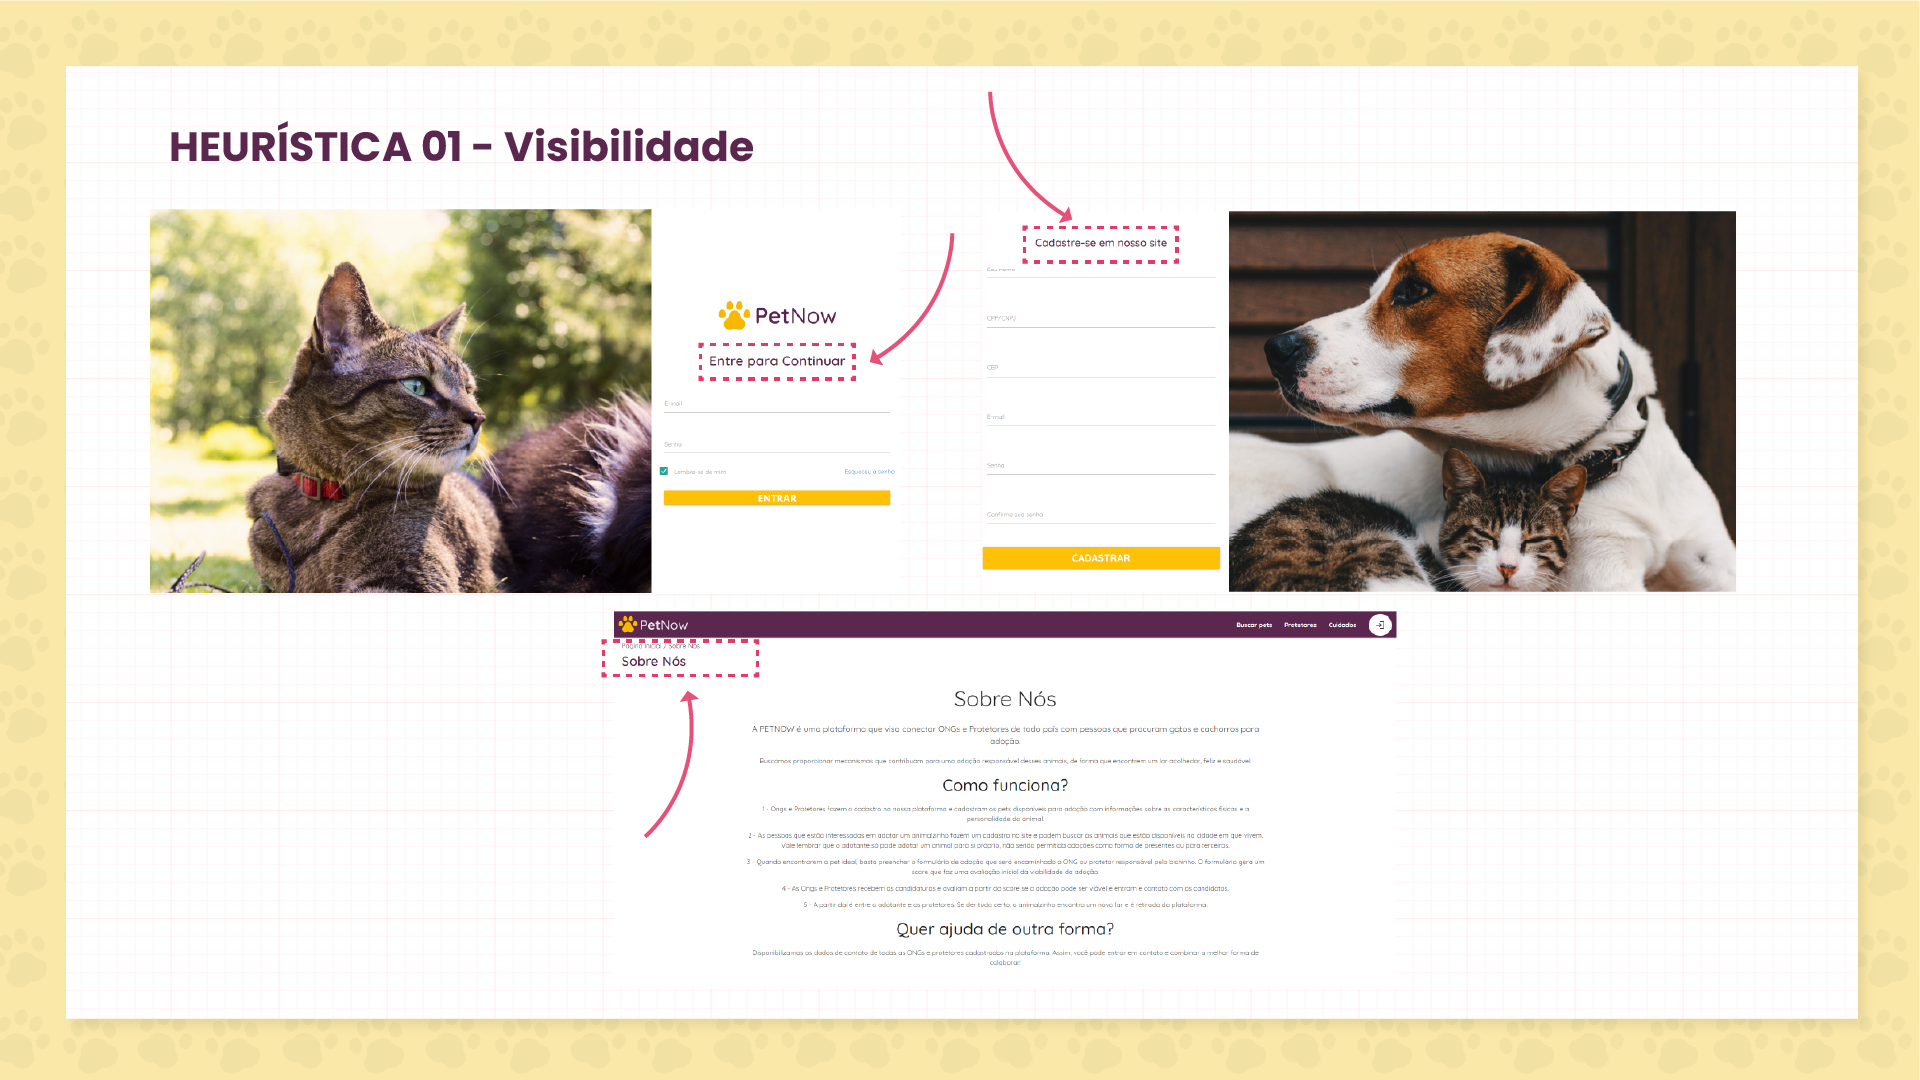 HEURÍSTICA 01 - Visibilidade
PetNow
Entre para Continuar
E-mail
Senha
Lembre-se de mim
Esqueceu a senha
ENTRAR
Cadastre-se em nosso site
Seu nome
CPF/CNPJ
CEP
E-mail
Senha
Confirme sua senha
CADASTRAR
PetNow
Buscar pets Protetores Cuidados
Página Inicial / Sobre Nós
Sobre Nós
Sobre Nós
A PETNOW é uma plataforma que visa conectar ONGs e Protetores de todo país com pessoas que procuram gatos e cachorros para
adoção.
Buscamos proporcionar mecanismos que contribuam para uma adoção responsável desses animais, de forma que encontrem um lar acolhedor, feliz e saudável
Como funciona?
1 - Ongs e Protetores fazem o cadastro na nossa plataforma e cadastram os pets disponíveis para adoção com informações sobre as características físicas e a
personalidade do animal.
2 - As pessoas que estão interessadas em adotar um animalzinho fazem um cadastro no site e podem buscar os animais que estão disponíveis na cidade em que vivem.
Vale lembrar que o adotante só pode adotar um animal para si próprio, não sendo permitida adoções como forma de presentes ou para terceiros.
3 - Quando encontrarem o pet ideal, basta preencher o formulário de adoção que será encaminhado a ONG ou protetor responsável pelo bichinho. O formulário gera um
score que faz uma avaliação inicial da viabilidade da adoção.
4 - As Ongs e Protetores recebem as candidaturas e avaliam a partir do score se a adoção pode ser viável e entram e contato com os candidatos.
5 - A partir daí é entre o adotante e os protetores. Se der tudo certo, o animalzinho encontra um novo lar e é retirado da plataforma.
Quer ajuda de outra forma?
Disponibilizamos os dados de contato de todas as ONGs e protetores cadastrados na plataforma. Assim, você pode entrar em contato e combinar a melhor forma de
colaborar!